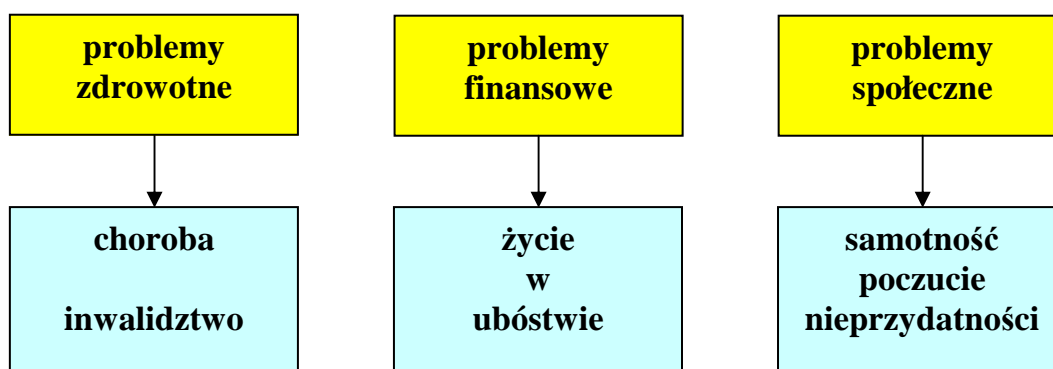 problemy
zdrowotne
problemy
finansowe
problemy
społeczne
choroba
inwalidztwo
życie
w
ubóstwie
samotność
poczucie
nieprzydatności